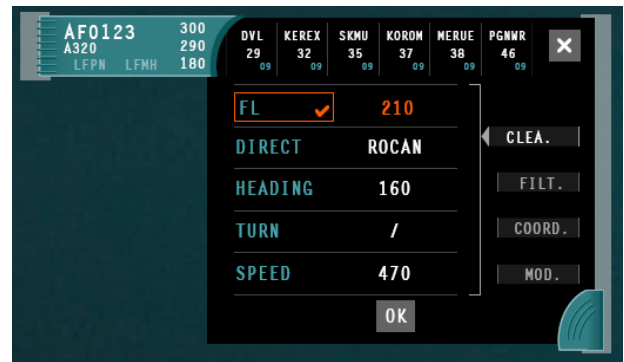 AF0123 300
A320 290
LFPN LFMH 180
DVL KEREX SKMU KOROM MERUE PGNWR
29 32 35 37 38 46
09 09 09 09 09 09
FL 210
DIRECT ROCAN
HEADING 160
TURN /
SPEED 470
OK
CLEA.
FILT.
COORD.
MOD.